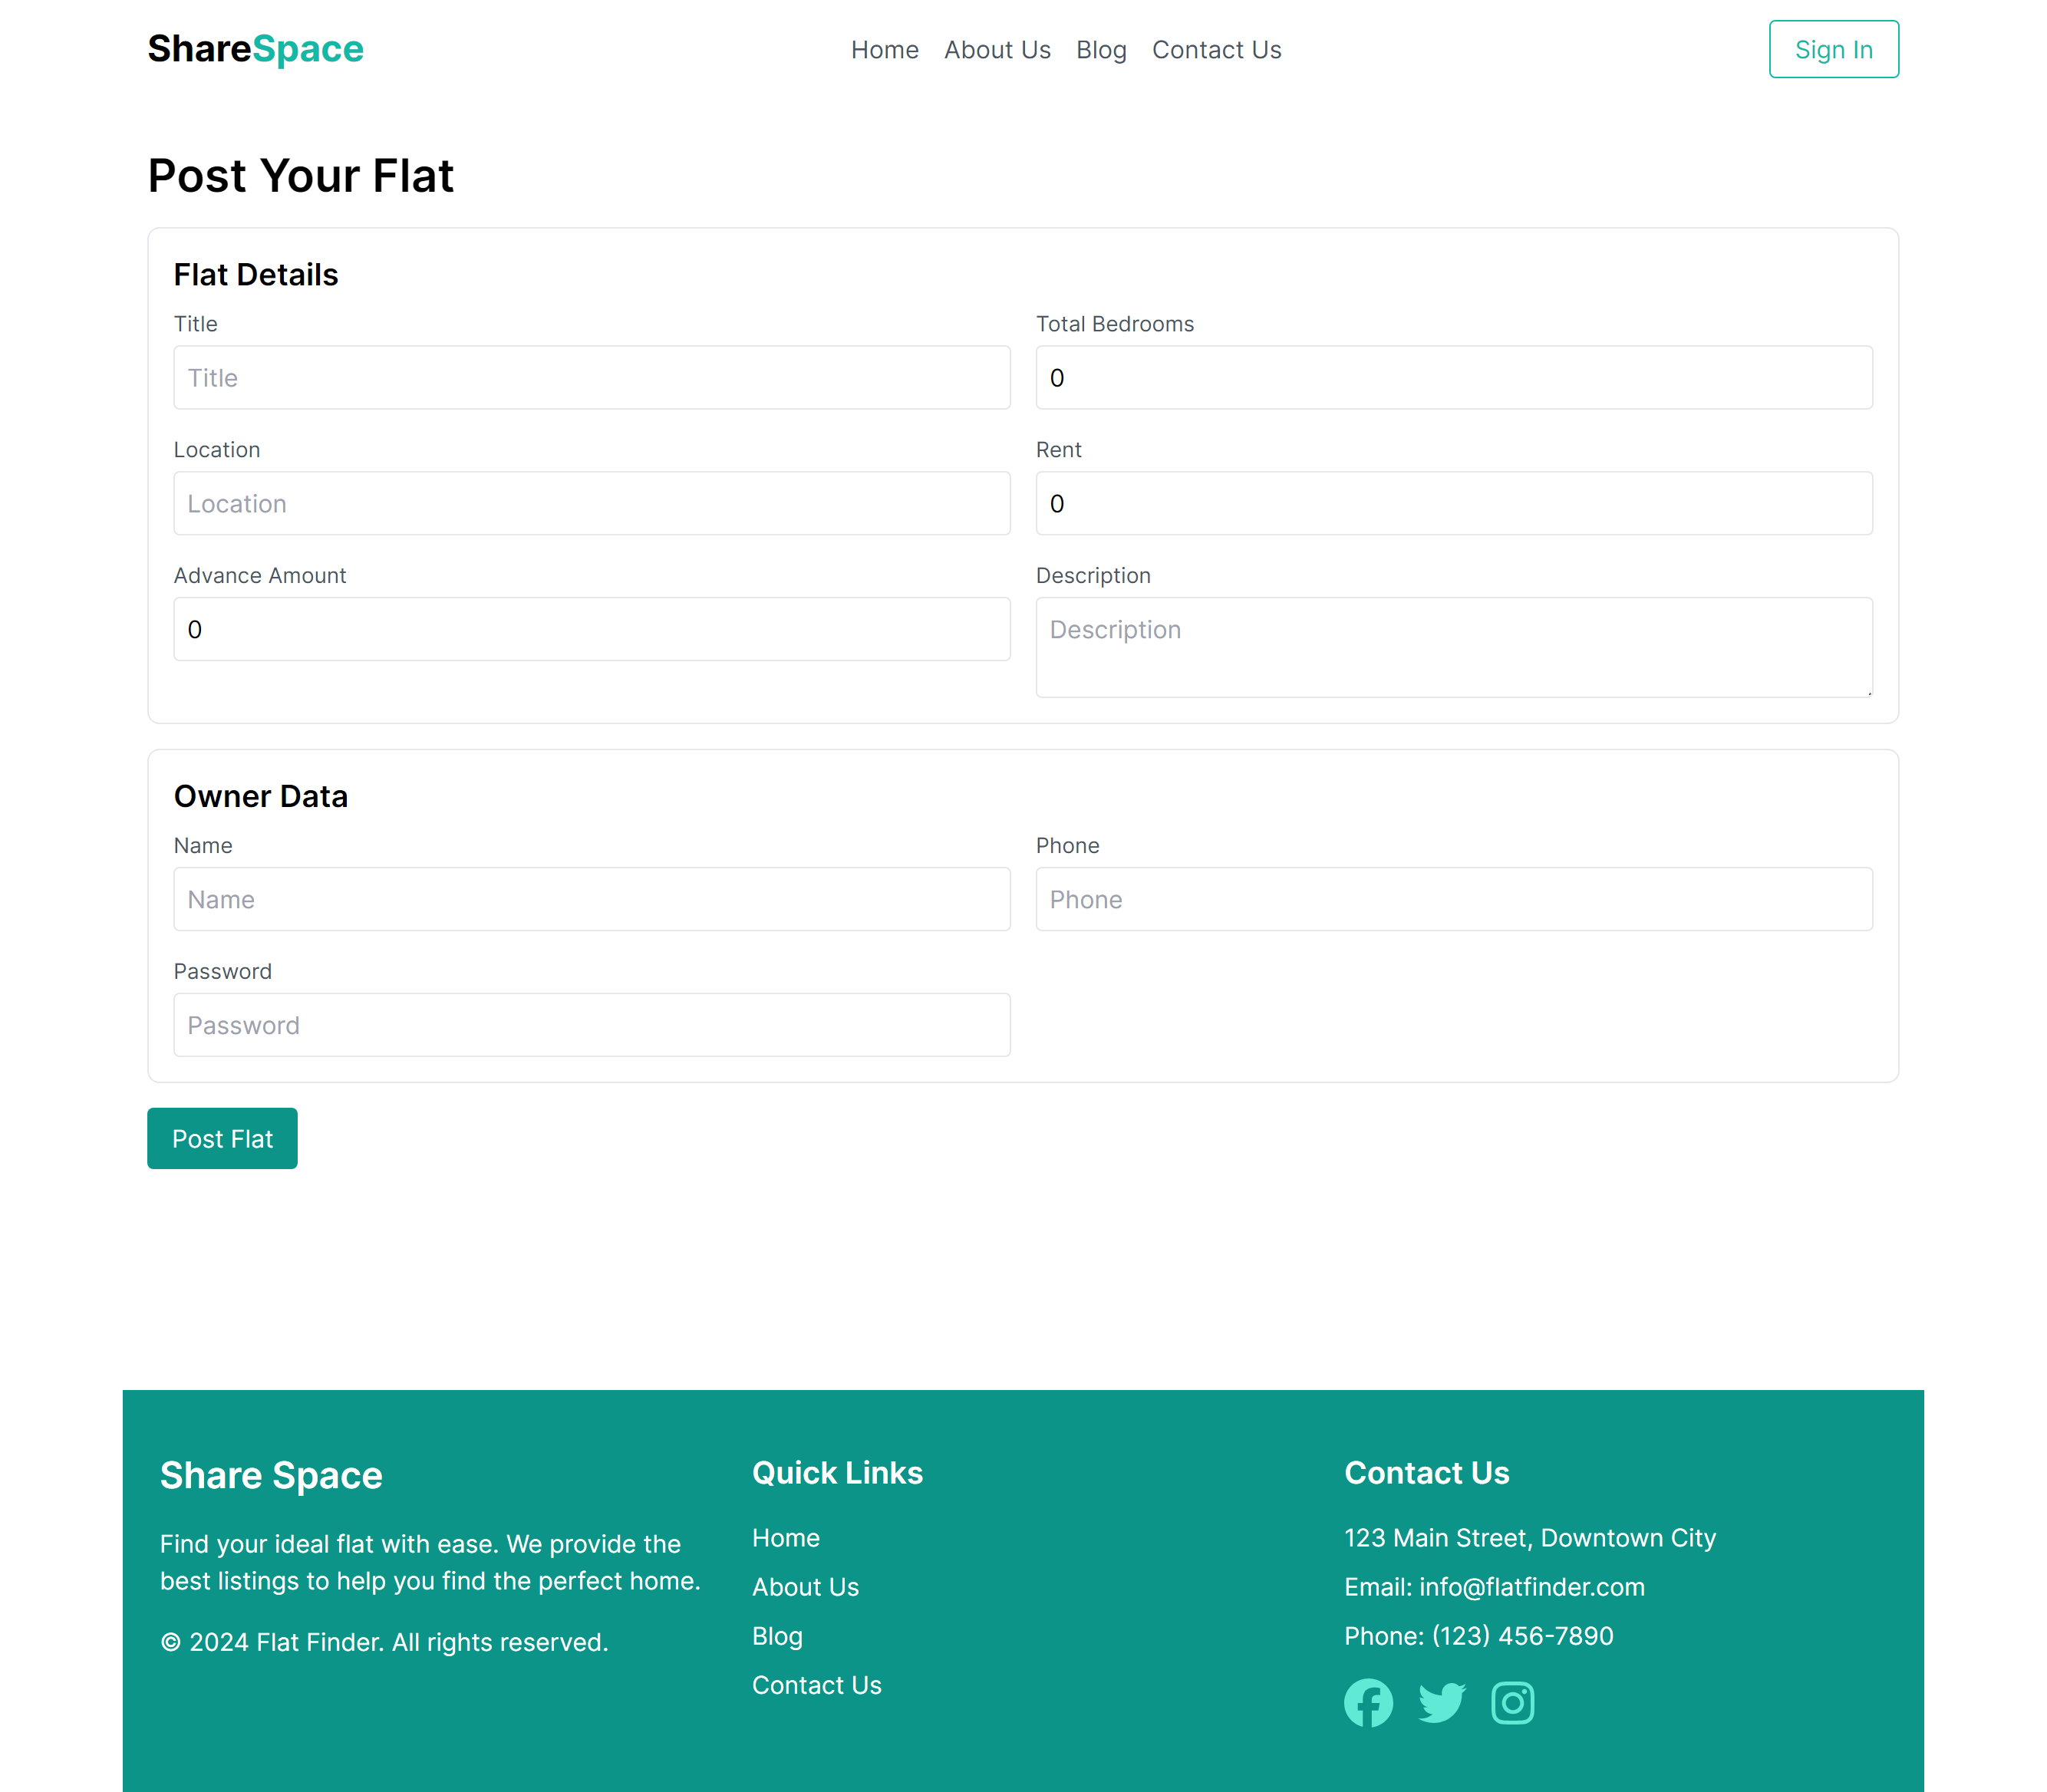 ShareSpace
Home About Us Blog Contact Us
Sign In
Post Your Flat
Flat Details
Title
Title
Total Bedrooms
0
Location
Location
Rent
0
Advance Amount
0
Description
Description
Owner Data
Name
Name
Phone
Phone
Password
Password
Post Flat
Share Space
Find your ideal flat with ease. We provide the
best listings to help you find the perfect home.
© 2024 Flat Finder. All rights reserved.
Quick Links
Home
About Us
Blog
Contact Us
Contact Us
123 Main Street, Downtown City
Email: info@flatfinder.com
Phone: (123) 456-7890